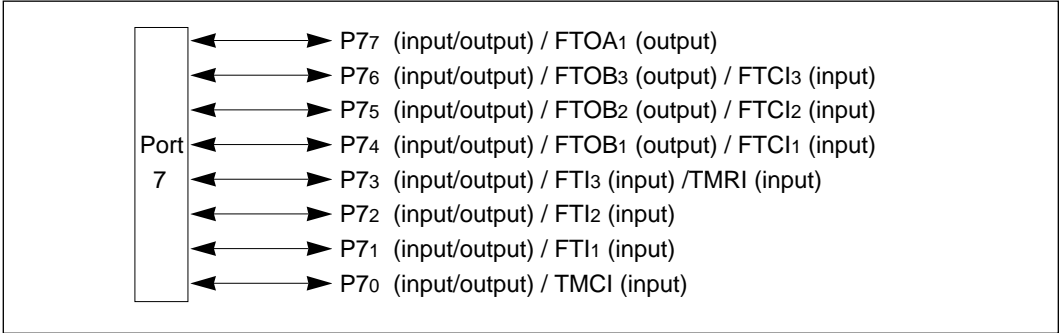 P77 (input/output) / FTOA1 (output)
P76 (input/output) / FTOB3 (output) / FTCI3 (input)
P75 (input/output) / FTOB2 (output) / FTCI2 (input)
Port 7
P74 (input/output) / FTOB1 (output) / FTCI1 (input)
P73 (input/output) / FTI3 (input) /TMRI (input)
P72 (input/output) / FTI2 (input)
P71 (input/output) / FTI1 (input)
P70 (input/output) / TMCI (input)